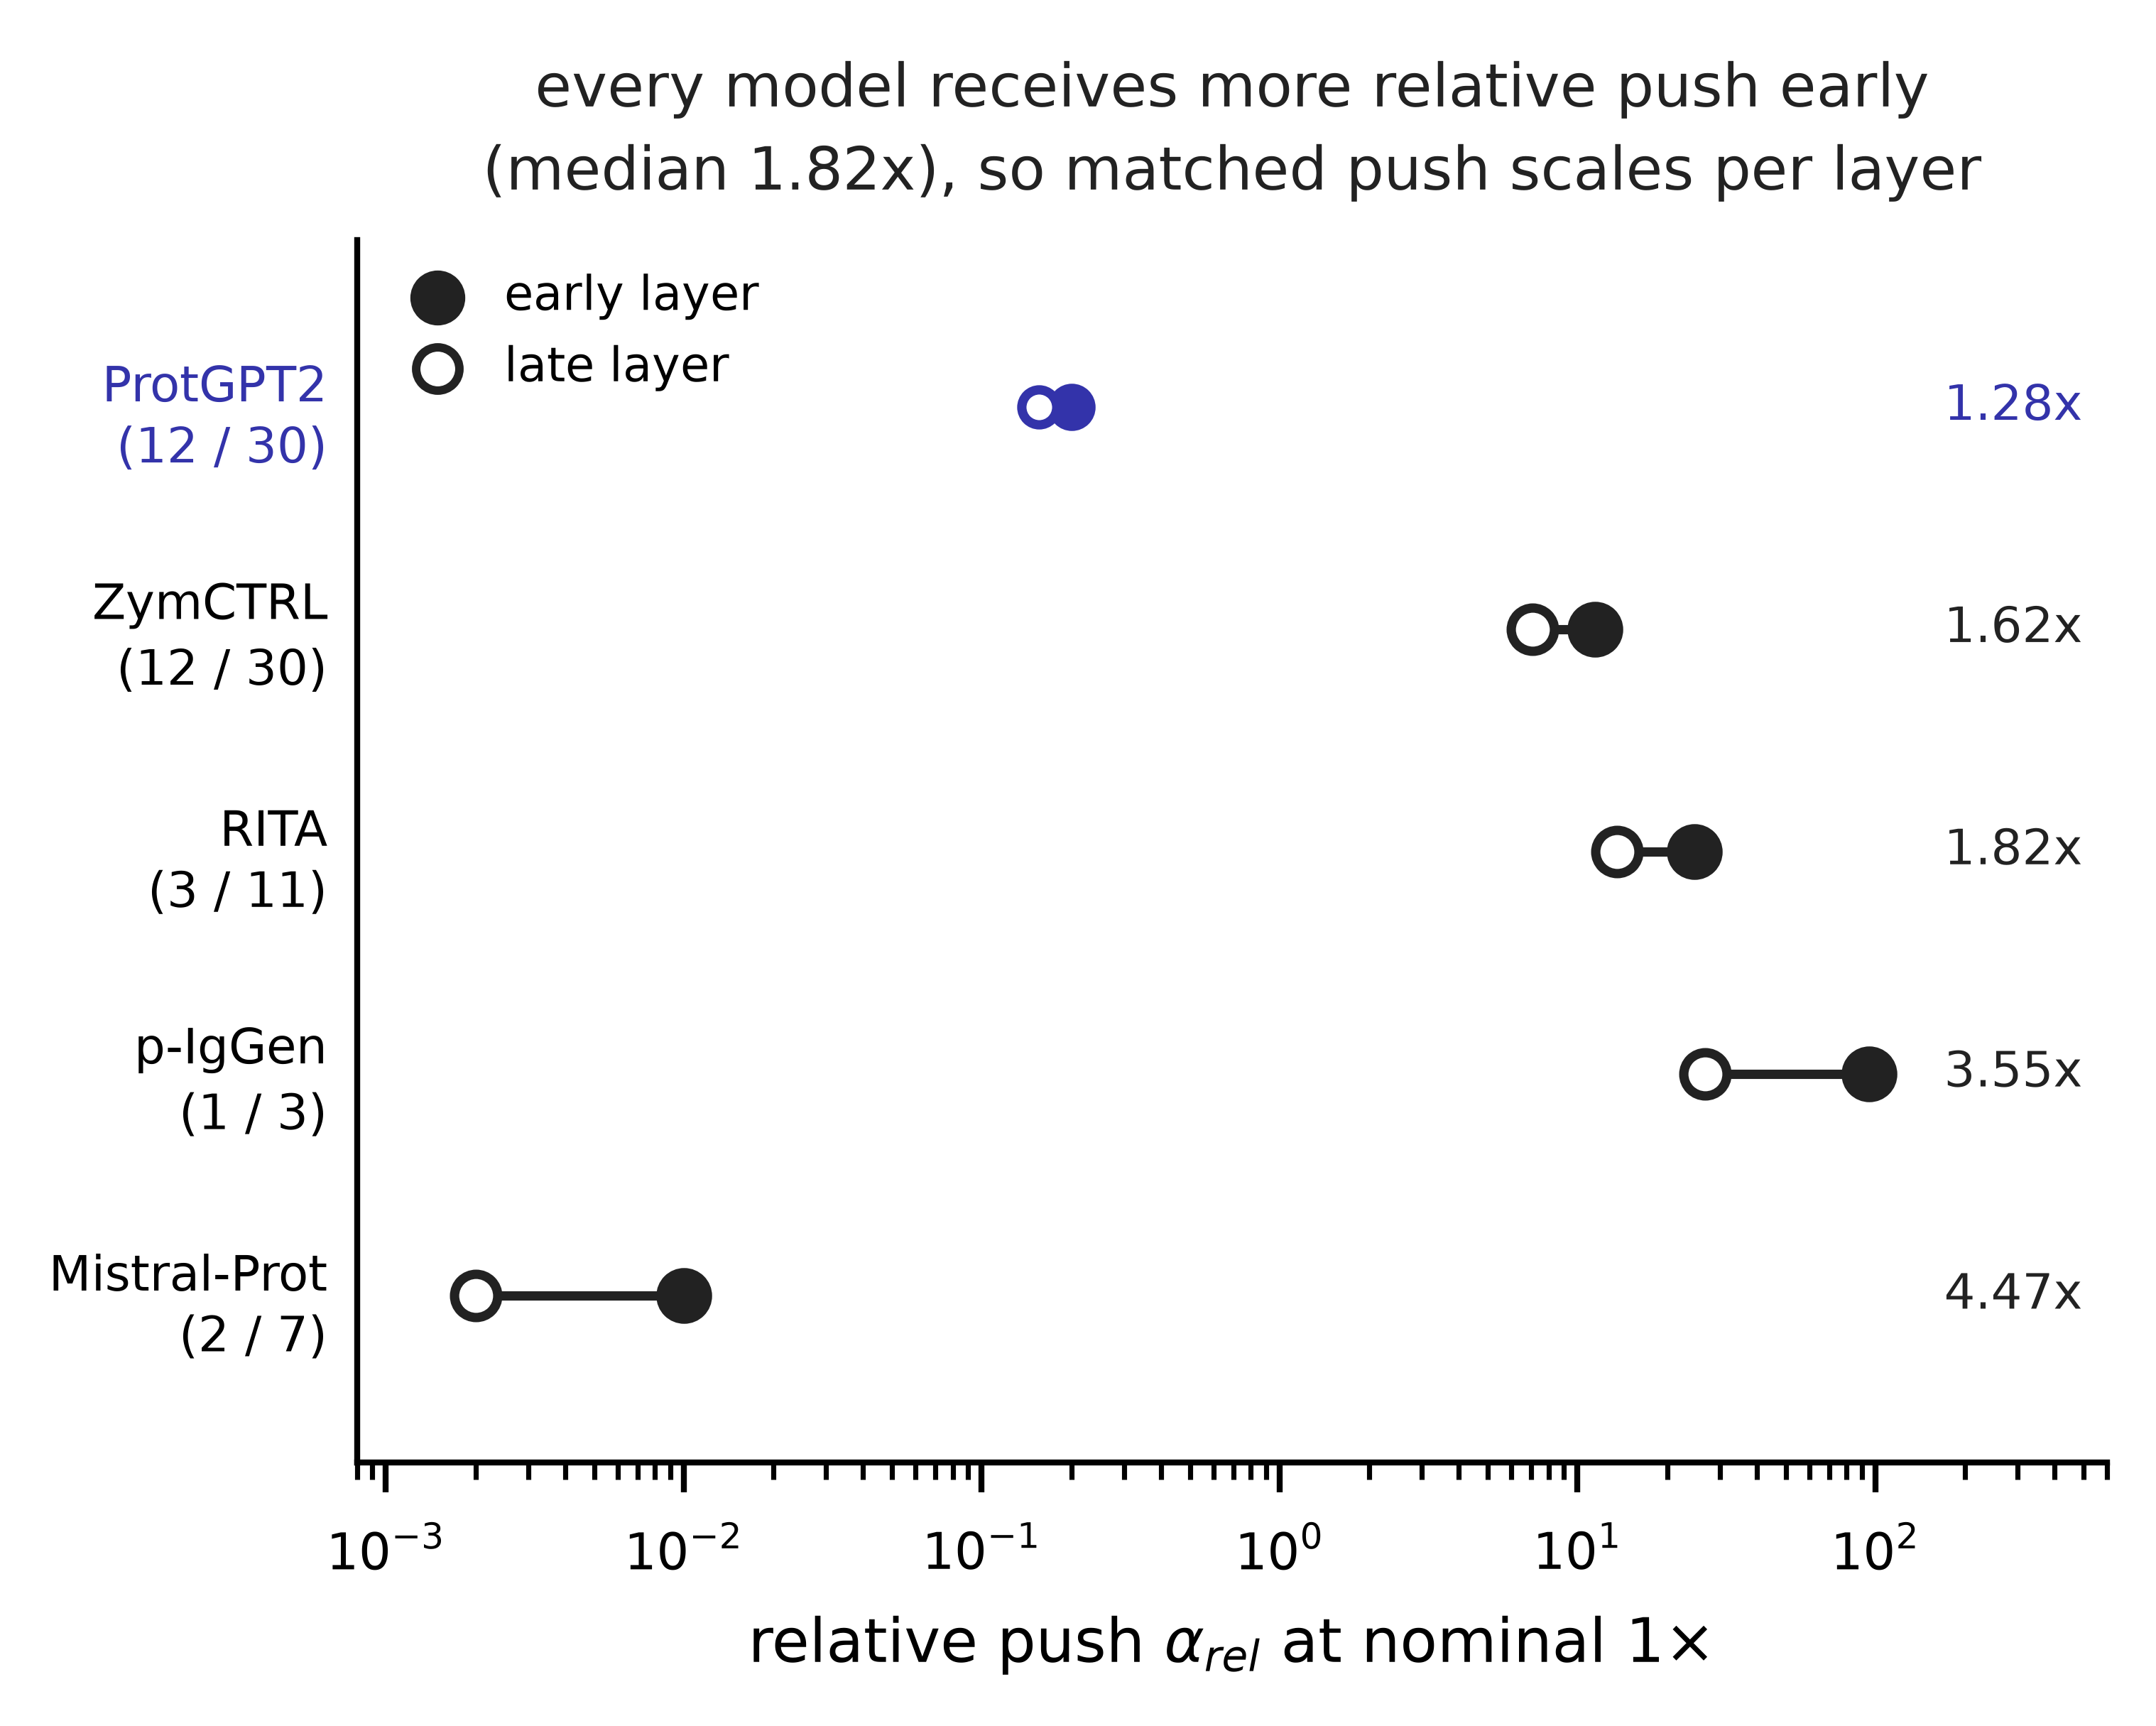 every model receives more relative push early
(median 1.82x), so matched push scales per layer
early layer
late layer
ProtGPT2
(12 / 30)
1.28x
ZymCTRL
(12 / 30)
1.62x
RITA
(3 / 11)
1.82x
p-IgGen
(1 / 3)
3.55x
Mistral-Prot
(2 / 7)
4.47x
10⁻³ 10⁻² 10⁻¹ 10⁰ 10¹ 10²
relative push α_rel at nominal 1×